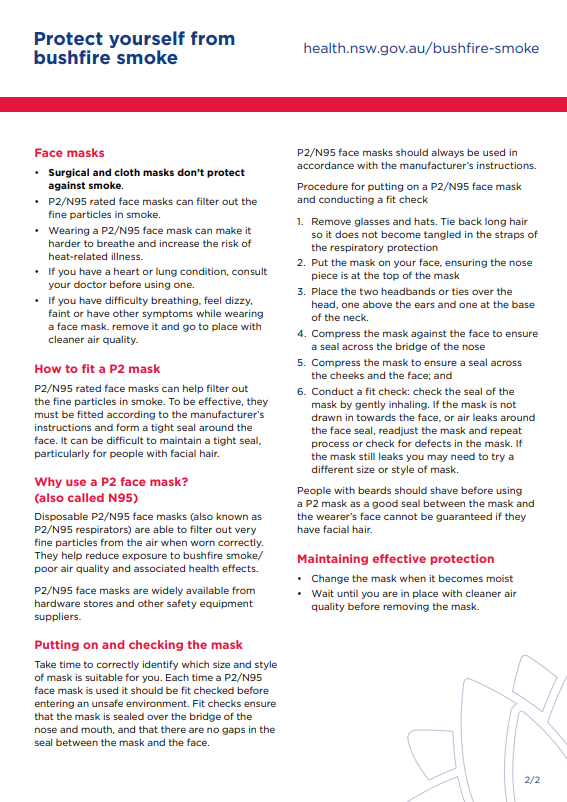 Protect yourself from
bushfire smoke
health.nsw.gov.au/bushfire-smoke
Face masks
• Surgical and cloth masks don't protect
against smoke.
• P2/N95 rated face masks can filter out the
fine particles in smoke.
• Wearing a P2/N95 face mask can make it
harder to breathe and increase the risk of
heat-related illness.
• If you have a heart or lung condition, consult
your doctor before using one.
• If you have difficulty breathing, feel dizzy,
faint or have other symptoms while wearing
a face mask. remove it and go to place with
cleaner air quality.
How to fit a P2 mask
P2/N95 rated face masks can help filter out
the fine particles in smoke. To be effective, they
must be fitted according to the manufacturer's
instructions and form a tight seal around the
face. It can be difficult to maintain a tight seal,
particularly for people with facial hair.
Why use a P2 face mask?
(also called N95)
Disposable P2/N95 face masks (also known as
P2/N95 respirators) are able to filter out very
fine particles from the air when worn correctly.
They help reduce exposure to bushfire smoke/
poor air quality and associated health effects.
P2/N95 face masks are widely available from
hardware stores and other safety equipment
suppliers.
Putting on and checking the mask
Take time to correctly identify which size and style
of mask is suitable for you. Each time a P2/N95
face mask is used it should be fit checked before
entering an unsafe environment. Fit checks ensure
that the mask is sealed over the bridge of the
nose and mouth, and that there are no gaps in the
seal between the mask and the face.
P2/N95 face masks should always be used in
accordance with the manufacturer's instructions.
Procedure for putting on a P2/N95 face mask
and conducting a fit check
1. Remove glasses and hats. Tie back long hair
so it does not become tangled in the straps of
the respiratory protection
2. Put the mask on your face, ensuring the nose
piece is at the top of the mask
3. Place the two headbands or ties over the
head, one above the ears and one at the base
of the neck.
4. Compress the mask against the face to ensure
a seal across the bridge of the nose
5. Compress the mask to ensure a seal across
the cheeks and the face; and
6. Conduct a fit check: check the seal of the
mask by gently inhaling. If the mask is not
drawn in towards the face, or air leaks around
the face seal, readjust the mask and repeat
process or check for defects in the mask. If
the mask still leaks you may need to try a
different size or style of mask.
People with beards should shave before using
a P2 mask as a good seal between the mask and
the wearer's face cannot be guaranteed if they
have facial hair.
Maintaining effective protection
• Change the mask when it becomes moist
• Wait until you are in place with cleaner air
quality before removing the mask.
2/2